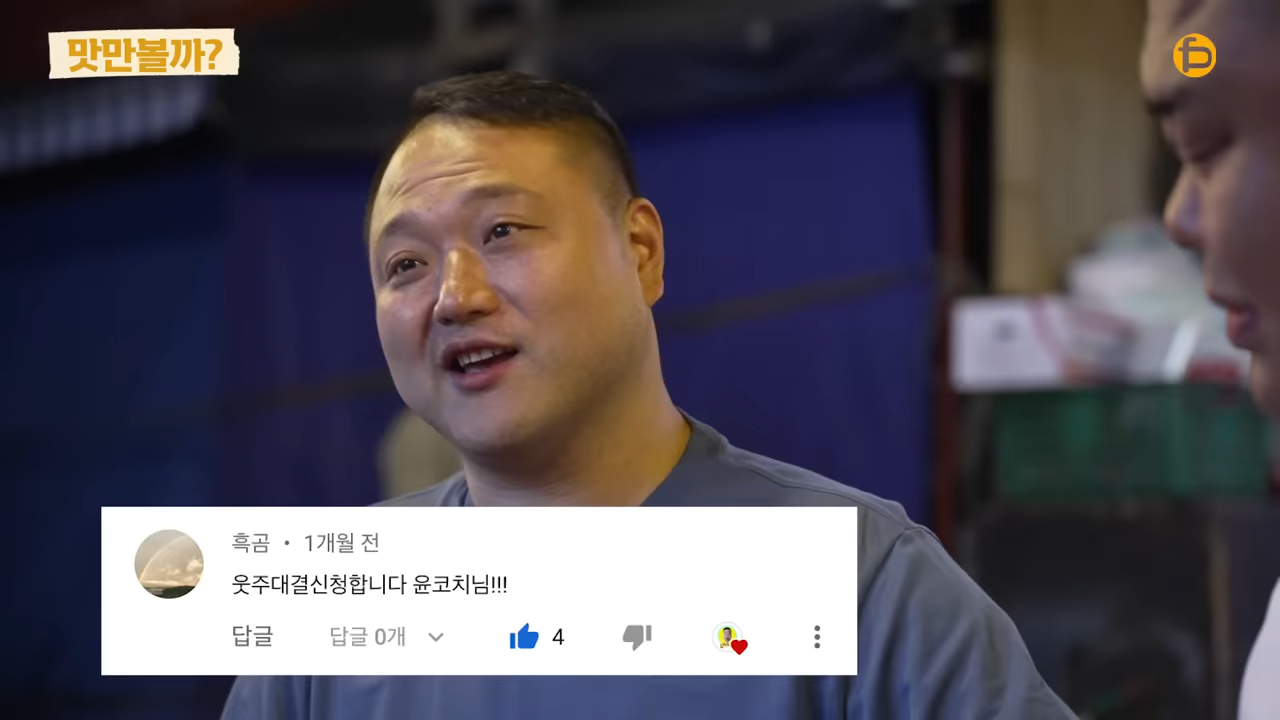 맛만볼까?
fb
흑곰 • 1개월 전
웃주대결신청합니다 윤코치님!!!
답글 답글 0개 4